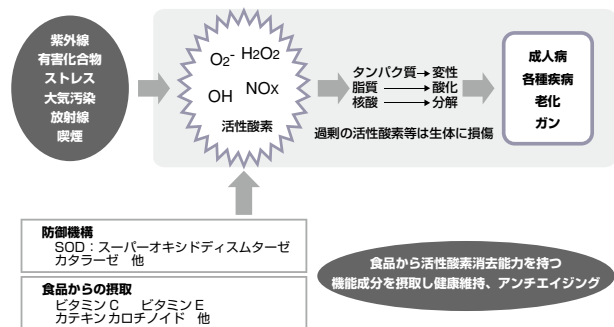 紫外線
有害化合物
ストレス
大気汚染
放射線
喫煙
O2- H2O2
OH NOx
活性酸素
タンパク質→変性
脂質→酸化
核酸→分解
過剰の活性酸素等は生体に損傷
成人病
各種疾病
老化
ガン
防御機構
SOD：スーパーオキシドディスムターゼ
カタラーゼ 他
食品からの摂取
ビタミン C ビタミン E
カテキン カロチノイド 他
食品から活性酸素消去能力を持つ
機能成分を摂取し健康維持、アンチエイジング